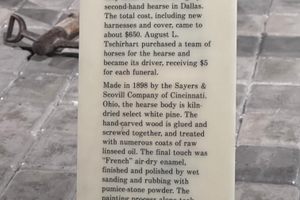 second-hand hearse in Dallas.
The total cost, including new
harnesses and cover, came to
about $650. August L.
Tschirhart purchased a team of
horses for the hearse and
became its driver, receiving $5
for each funeral.
Made in 1898 by the Sayers &
Scovill Company of Cincinnati,
Ohio, the hearse body is kiln-
dried select white pine. The
hand-carved wood is glued and
screwed together, and treated
with numerous coats of raw
linseed oil. The final touch was
"French" air-dry enamel,
finished and polished by wet
sanding and rubbing with
pumice-stone powder. The
painting process alone took